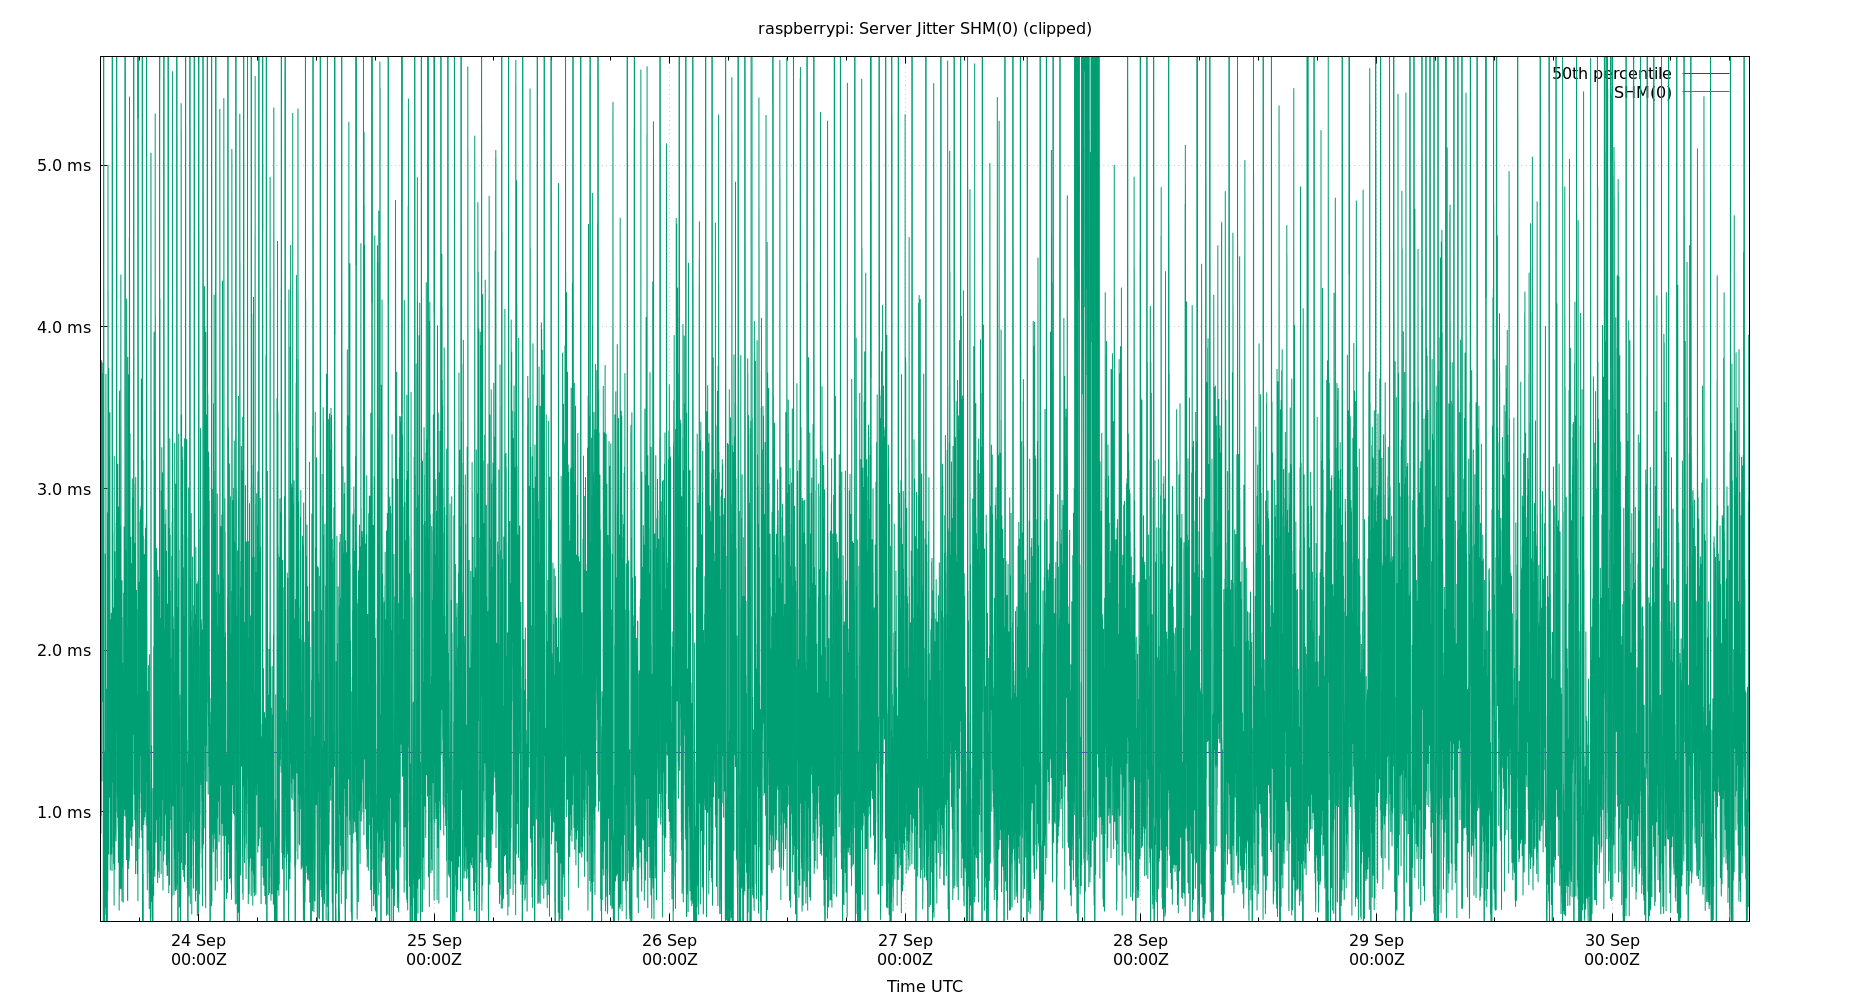 raspberrypi: Server Jitter SHM(0) (clipped)
50th percentile
SHM(0)
5.0 ms
4.0 ms
3.0 ms
2.0 ms
1.0 ms
24 Sep 25 Sep 26 Sep 27 Sep 28 Sep 29 Sep 30 Sep
00:00Z 00:00Z 00:00Z 00:00Z 00:00Z 00:00Z 00:00Z
Time UTC